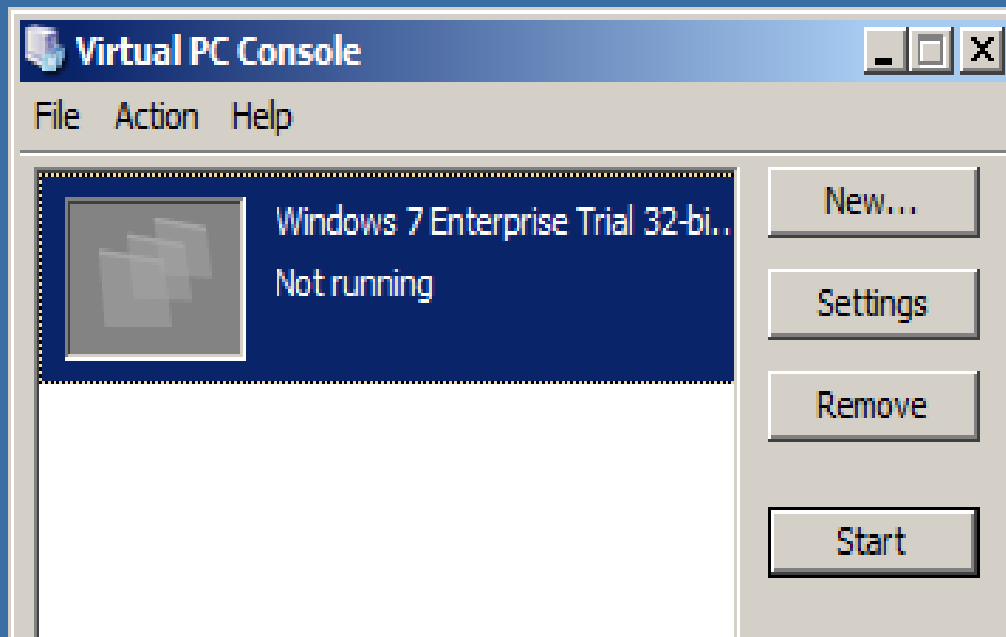 Virtual PC Console
File Action Help
Windows 7 Enterprise Trial 32-bi..
Not running
New...
Settings
Remove
Start